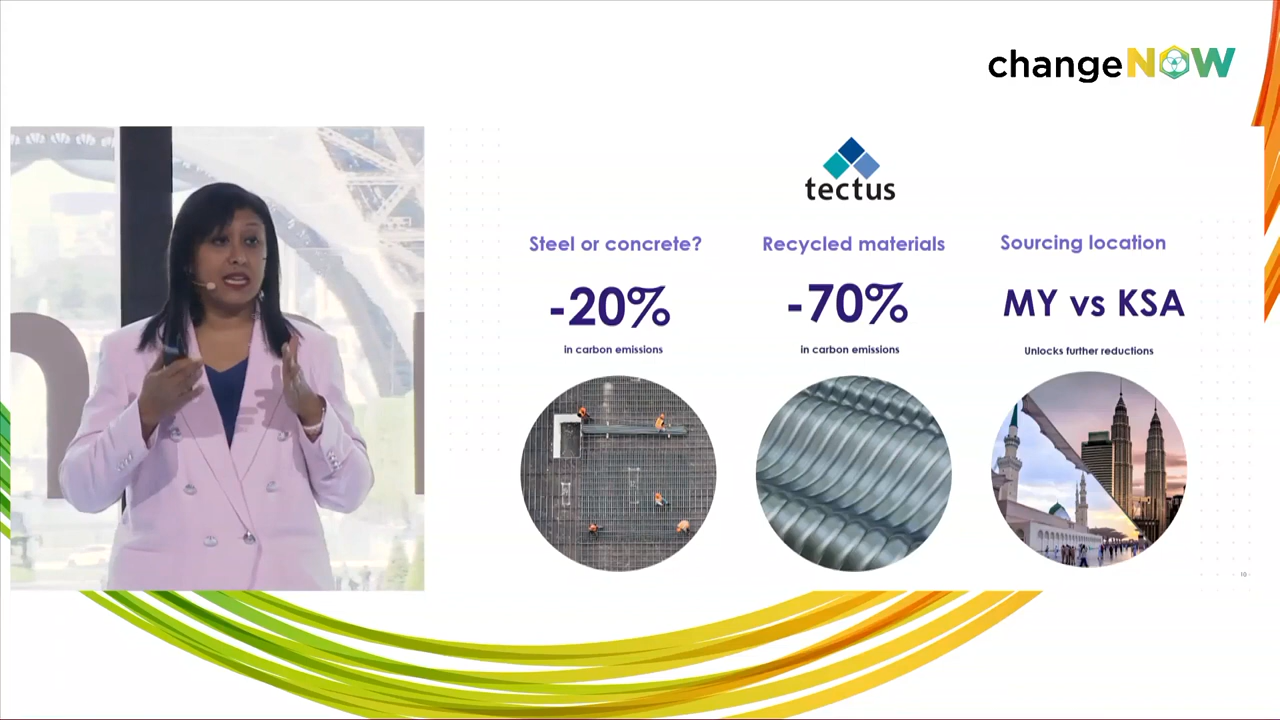 changeNOW
tectus
Steel or concrete?
-20%
in carbon emissions
Recycled materials
-70%
in carbon emissions
Sourcing location
MY vs KSA
Unlocks further reductions
10